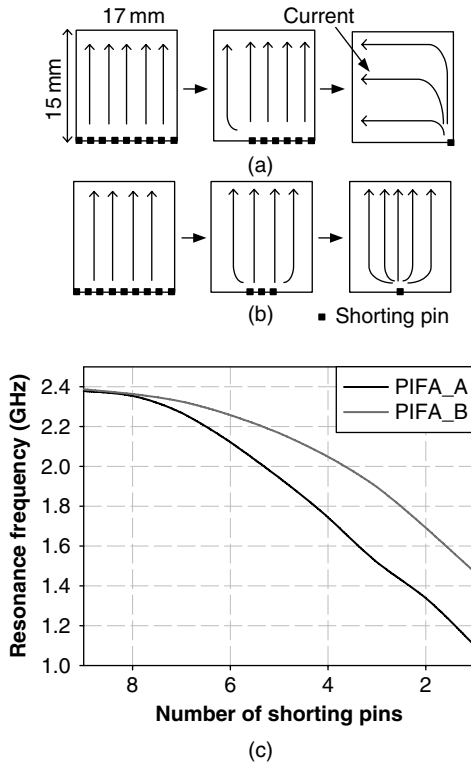 17 mm
Current
15 mm
(a)
(b)
Shorting pin
PIFA_A
PIFA_B
Resonance frequency (GHz)
2.4
2.2
2.0
1.8
1.6
1.4
1.2
1.0
8 6 4 2
Number of shorting pins
(c)